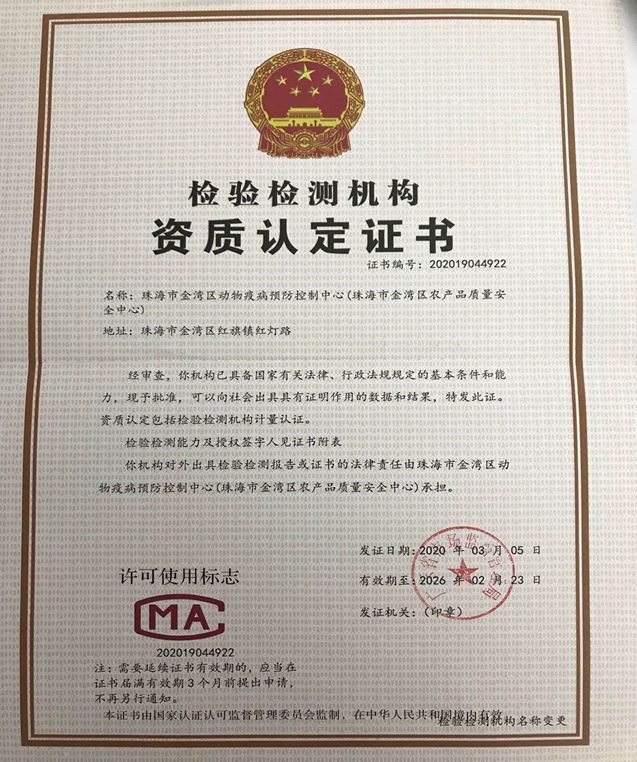 检验检测机构
资质认定证书
证书编号：202019044922
名称：珠海市金湾区动物疫病预防控制中心(珠海市金湾区农产品质量安
全中心)
地址：珠海市金湾区红旗镇红灯路
经审查，你机构已具备国家有关法律、行政法规规定的基本条件和能
力，现予批准，可以向社会出具具有证明作用的数据和结果，特发此证。
资质认定包括检验检测机构计量认证。
检验检测能力及授权签字人见证书附表
你机构对外出具检验检测报告或证书的法律责任由珠海市金湾区动
物疫病预防控制中心(珠海市金湾区农产品质量安全中心)承担。
许可使用标志
MA
202019044922
注：需要延续证书有效期的，应当在
证书届满有效期3个月前提出申请，
不再另行通知。
发证日期：2020 年 03 月 05 日
有效期至：2026 年 02 月 23 日
发证机关：（印章）
本证书由国家认证认可监督管理委员会监制，在中华人民共和国境内有效。
检验检测机构名称变更